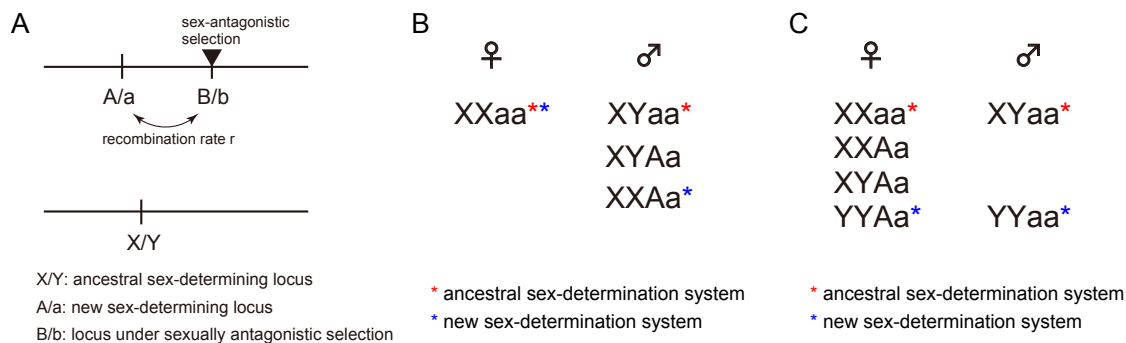 A
sex-antagonistic
selection
A/a
B/b
recombination rate r
X/Y
X/Y: ancestral sex-determining locus
A/a: new sex-determining locus
B/b: locus under sexually antagonistic selection
B
♀ ♂
XXaa** XYaa*
XYAa
XXAa*
* ancestral sex-determination system
* new sex-determination system
C
♀ ♂
XXaa* XYaa*
XXAa
XYAa
YYAa* YYaa*
* ancestral sex-determination system
* new sex-determination system